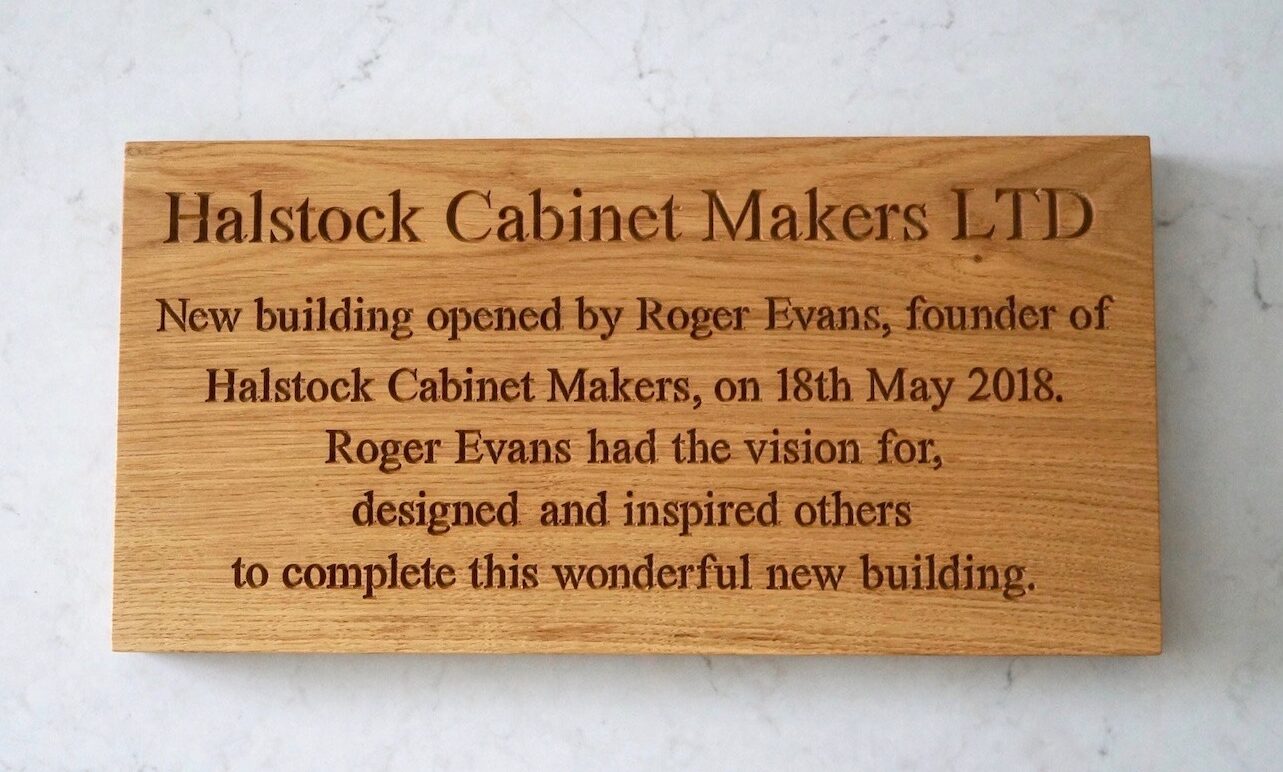 Halstock Cabinet Makers LTD
New building opened by Roger Evans, founder of
Halstock Cabinet Makers, on 18th May 2018.
Roger Evans had the vision for,
designed and inspired others
to complete this wonderful new building.